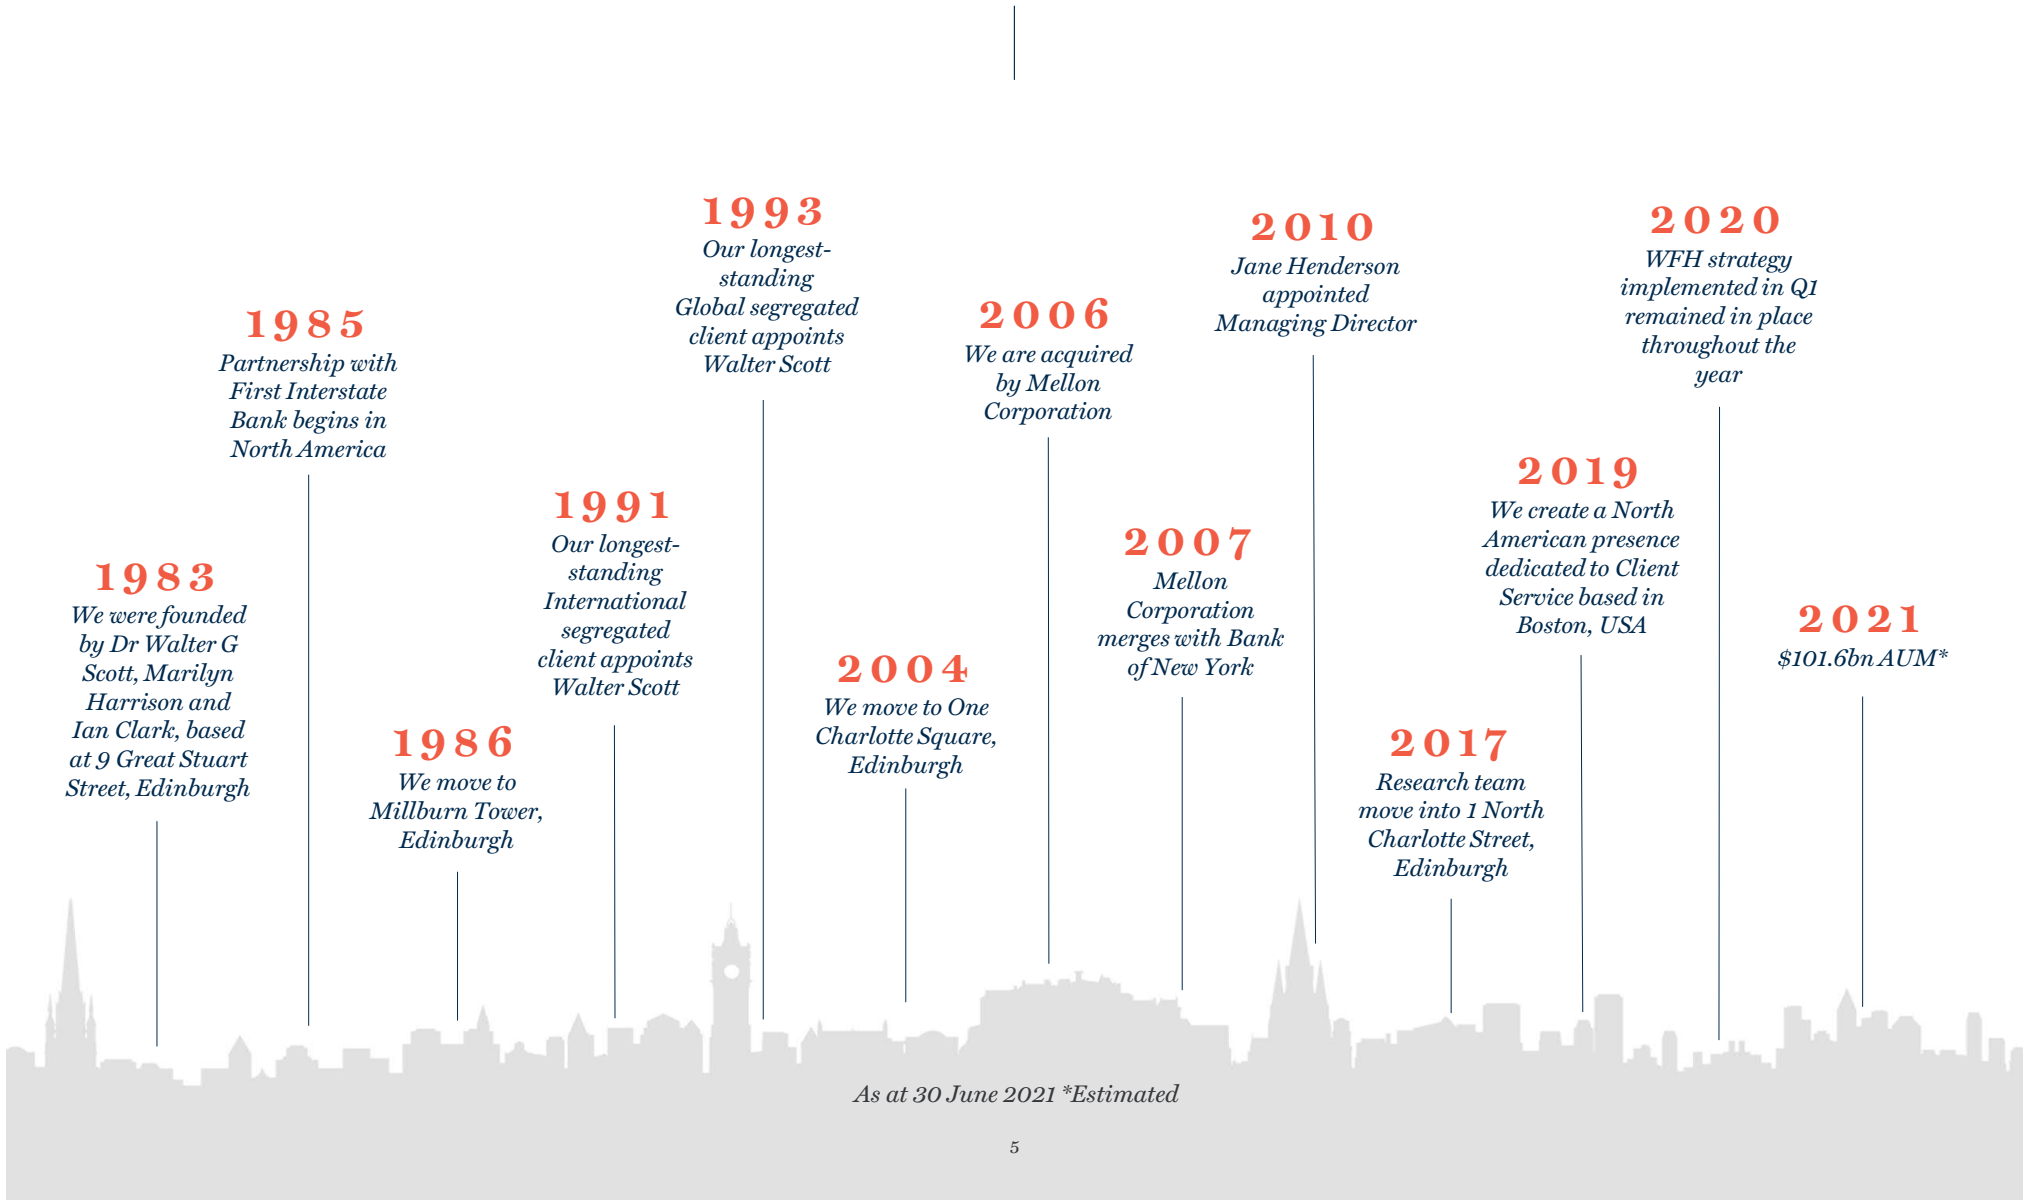 1983
We were founded
by Dr Walter G
Scott, Marilyn
Harrison and
Ian Clark, based
at 9 Great Stuart
Street, Edinburgh
1985
Partnership with
First Interstate
Bank begins in
North America
1986
We move to
Millburn Tower,
Edinburgh
1991
Our longest-
standing
International
segregated
client appoints
Walter Scott
1993
Our longest-
standing
Global segregated
client appoints
Walter Scott
2004
We move to One
Charlotte Square,
Edinburgh
2006
We are acquired
by Mellon
Corporation
2007
Mellon
Corporation
merges with Bank
of New York
2010
Jane Henderson
appointed
Managing Director
2017
Research team
move into 1 North
Charlotte Street,
Edinburgh
2019
We create a North
American presence
dedicated to Client
Service based in
Boston, USA
2020
WFH strategy
implemented in Q1
remained in place
throughout the
year
2021
$101.6bn AUM*
As at 30 June 2021 *Estimated
5